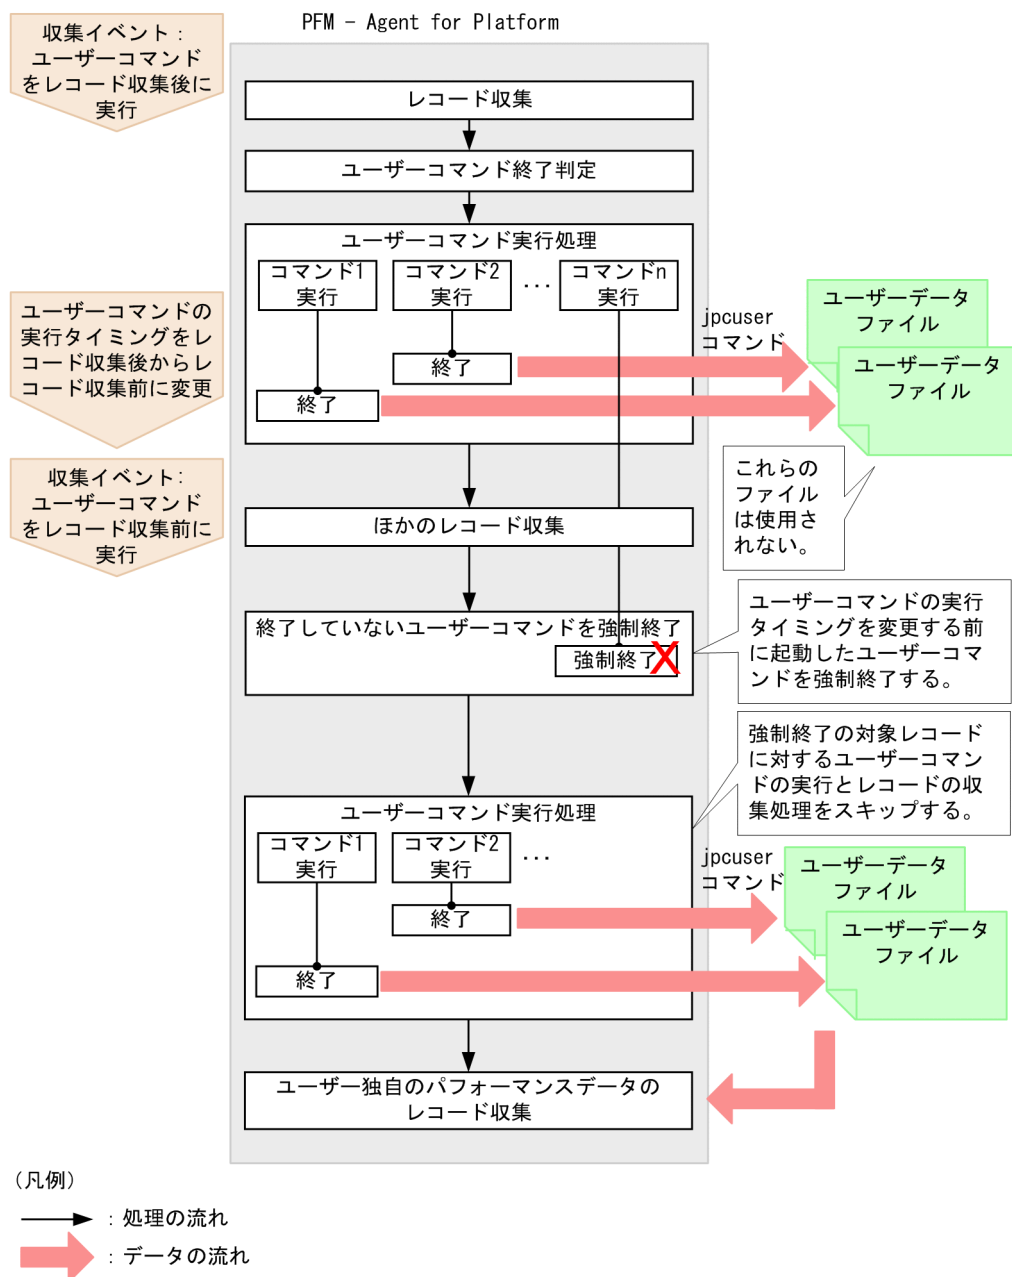 PFM － Agent for Platform
収集イベント：
ユーザーコマンド
をレコード収集後に
実行
レコード収集
ユーザーコマンド終了判定
ユーザーコマンド実行処理
コマンド1
実行
コマンド2
実行
...
コマンドn
実行
終了
終了
jpcuser
コマンド
ユーザーデータ
ファイル
ユーザーデータ
ファイル
ユーザーコマンドの
実行タイミングをレ
コード収集後からレ
コード収集前に変更
これらの
ファイル
は使用さ
れない。
収集イベント：
ユーザーコマンド
をレコード収集前に
実行
ほかのレコード収集
終了していないユーザーコマンドを強制終了
強制終了
X
ユーザーコマンドの実行
タイミングを変更する前
に起動したユーザーコマ
ンドを強制終了する。
強制終了の対象レコード
に対するユーザーコマン
ドの実行とレコードの収
集処理をスキップする。
ユーザーコマンド実行処理
コマンド1
実行
コマンド2
実行
...
終了
終了
jpcuser
コマンド
ユーザーデータ
ファイル
ユーザーデータ
ファイル
ユーザー独自のパフォーマンスデータの
レコード収集
（凡例）
：処理の流れ
：データの流れ